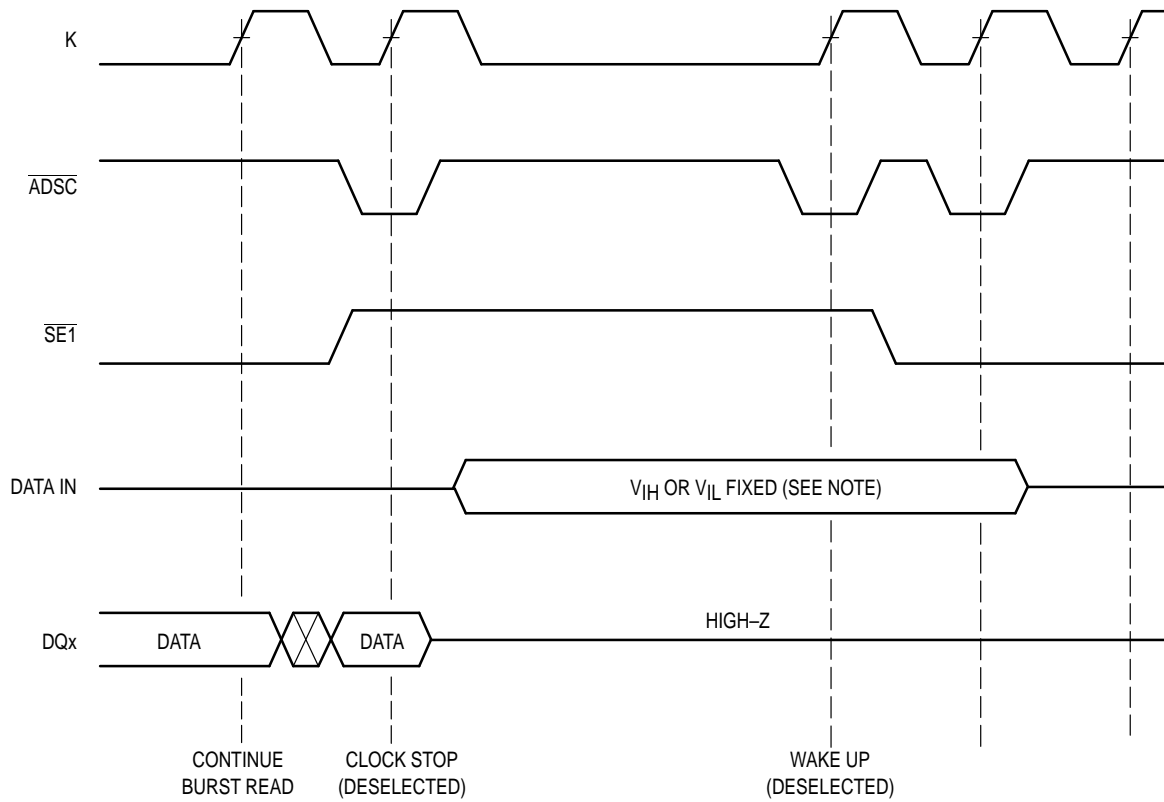 K
ADSC
SE1
DATA IN
VIH OR VIL FIXED (SEE NOTE)
DQx
DATA
DATA
HIGH–Z
CONTINUE
BURST READ
CLOCK STOP
(DESELECTED)
WAKE UP
(DESELECTED)